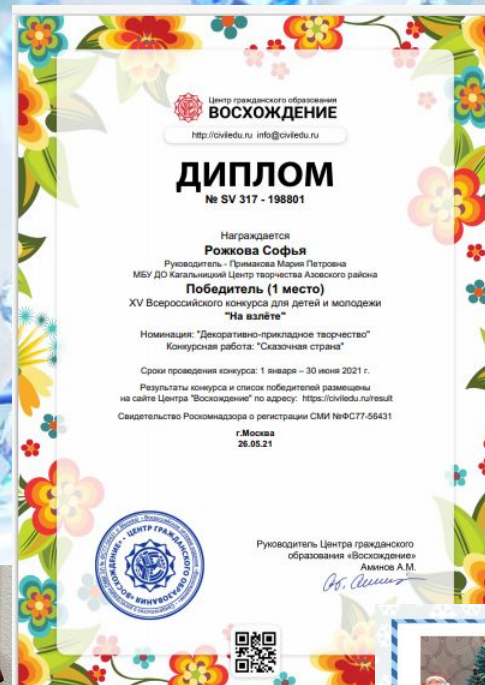 Центр гражданского образования
ВОСХОЖДЕНИЕ
http://civiledu.ru info@civiledu.ru
ДИПЛОМ
№ SV 317 - 198801
Награждается
Рожкова Софья
Руководитель - Примакова Мария Петровна
МБУ ДО Кагальницкий Центр творчества Азовского района
Победитель (1 место)
XV Всероссийского конкурса для детей и молодежи
"На взлёте"
Номинация: "Декоративно-прикладное творчество"
Конкурсная работа: "Сказочная страна"
Сроки проведения конкурса: 1 января – 30 июня 2021 г.
Результаты конкурса и список победителей размещены
на сайте Центра "Восхождение" по адресу: https://civiledu.ru/result
Свидетельство Роскомнадзора о регистрации СМИ №ФС77-56431
г.Москва
26.05.21
Руководитель Центра гражданского
образования «Восхождение»
Аминов А.М.
ЦЕНТР ГРАЖДАНСКОГО ОБРАЗОВАНИЯ «ВОСХОЖДЕНИЕ»